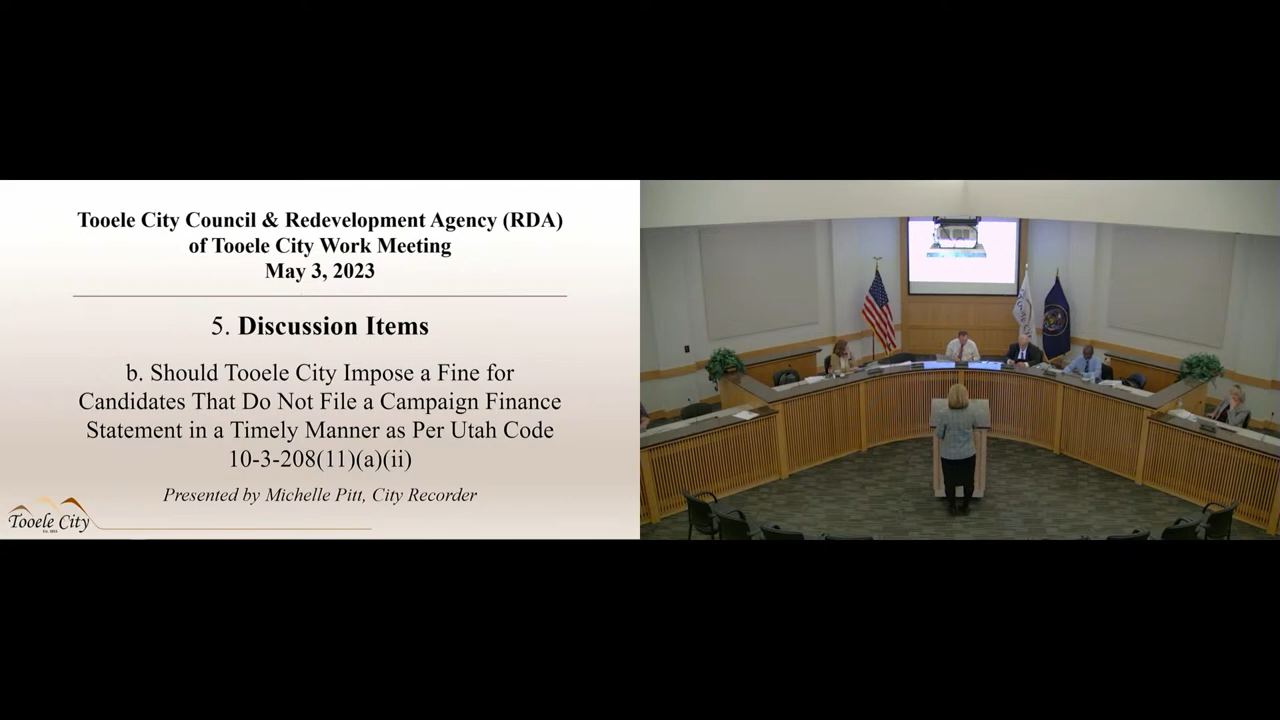 Tooele City Council & Redevelopment Agency (RDA)
of Tooele City Work Meeting
May 3, 2023
5. Discussion Items
b. Should Tooele City Impose a Fine for
Candidates That Do Not File a Campaign Finance
Statement in a Timely Manner as Per Utah Code
10-3-208(11)(a)(ii)
Presented by Michelle Pitt, City Recorder
Tooele City